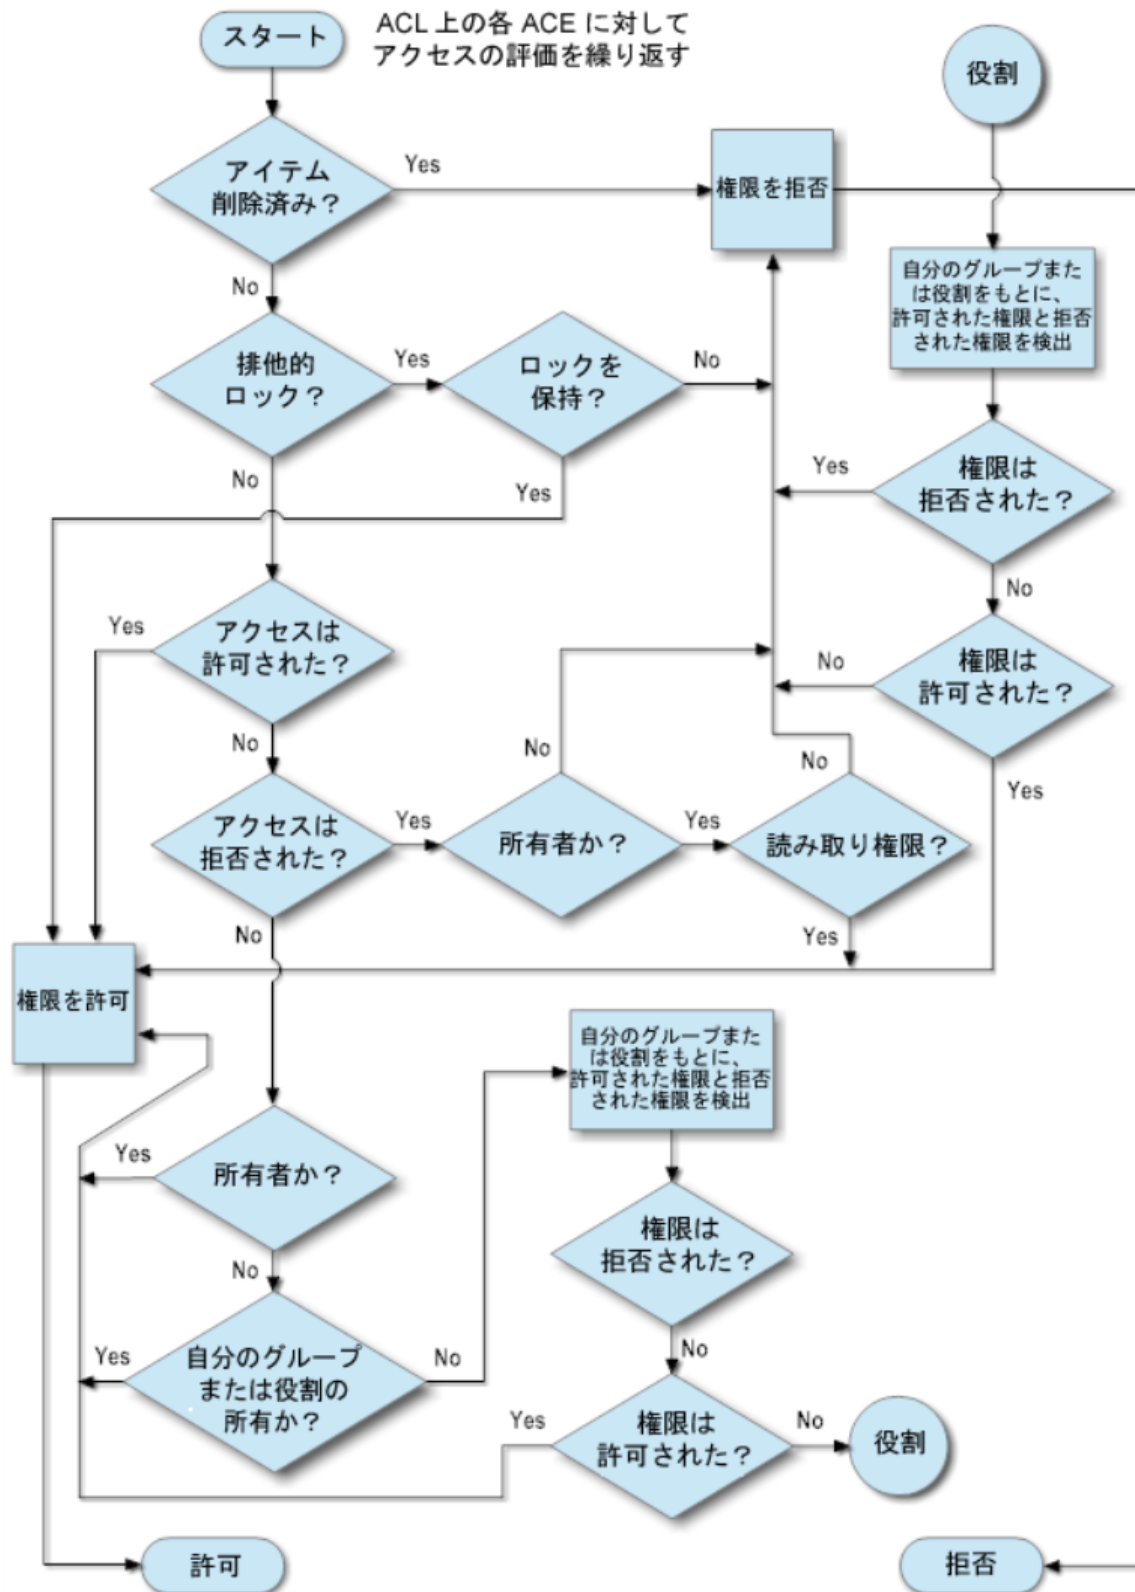 スタート
ACL 上の各 ACE に対して
アクセスの評価を繰り返す
役割
アイテム
削除済み？
Yes
権限を拒否
No
自分のグループまた
は役割をもとに、
許可された権限と拒否
された権限を検出
排他的
ロック？
Yes
ロックを
保持？
No
No
Yes
権限は
拒否された？
Yes
No
アクセスは
許可された？
Yes
No
権限は
許可された？
No
Yes
アクセスは
拒否された？
Yes
所有者か？
No
Yes
読み取り権限？
No
Yes
No
権限を許可
自分のグループまた
は役割をもとに、
許可された権限と拒否
された権限を検出
所有者か？
Yes
No
権限は
拒否された？
No
自分のグループ
または役割の
所有か？
Yes
No
権限は
許可された？
Yes
No
役割
許可
拒否